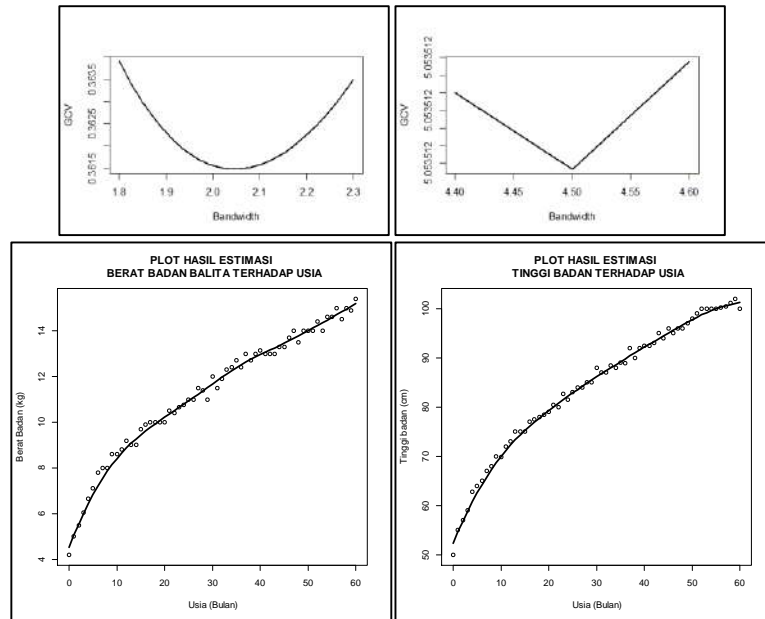 GCV
0.3635
0.3625
0.3615
1.8 1.9 2.0 2.1 2.2 2.3
Bandwidth
GCV
5.053512
5.053512
5.053512
5.053512
4.40 4.45 4.50 4.55 4.60
Bandwidth
PLOT HASIL ESTIMASI
BERAT BADAN BALITA TERHADAP USIA
Berat Badan (kg)
14
12
10
8
6
4
0 10 20 30 40 50 60
Usia (Bulan)
PLOT HASIL ESTIMASI
TINGGI BADAN TERHADAP USIA
Tinggi badan (cm)
100
90
80
70
60
50
0 10 20 30 40 50 60
Usia (Bulan)